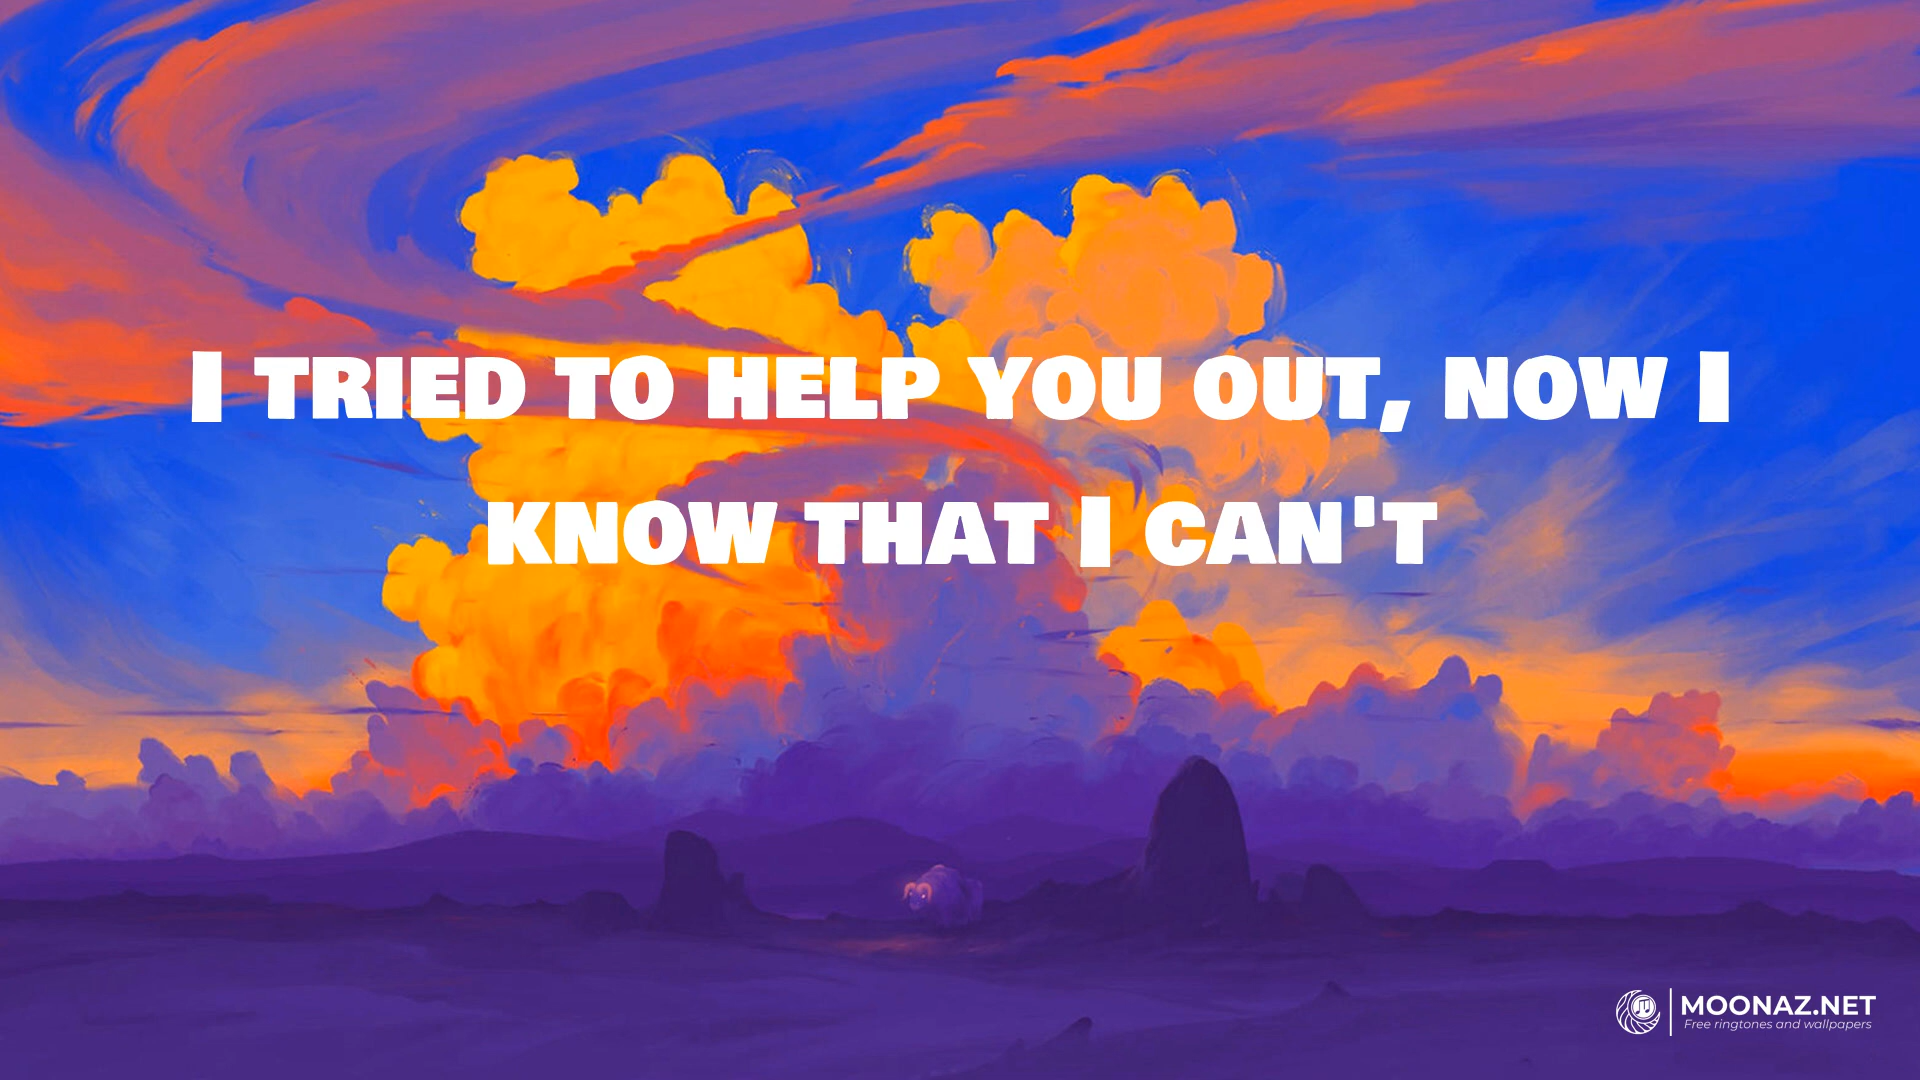 I TRIED TO HELP YOU OUT, NOW I
KNOW THAT I CAN'T
MOONAZ.NET
Free ringtones and wallpapers